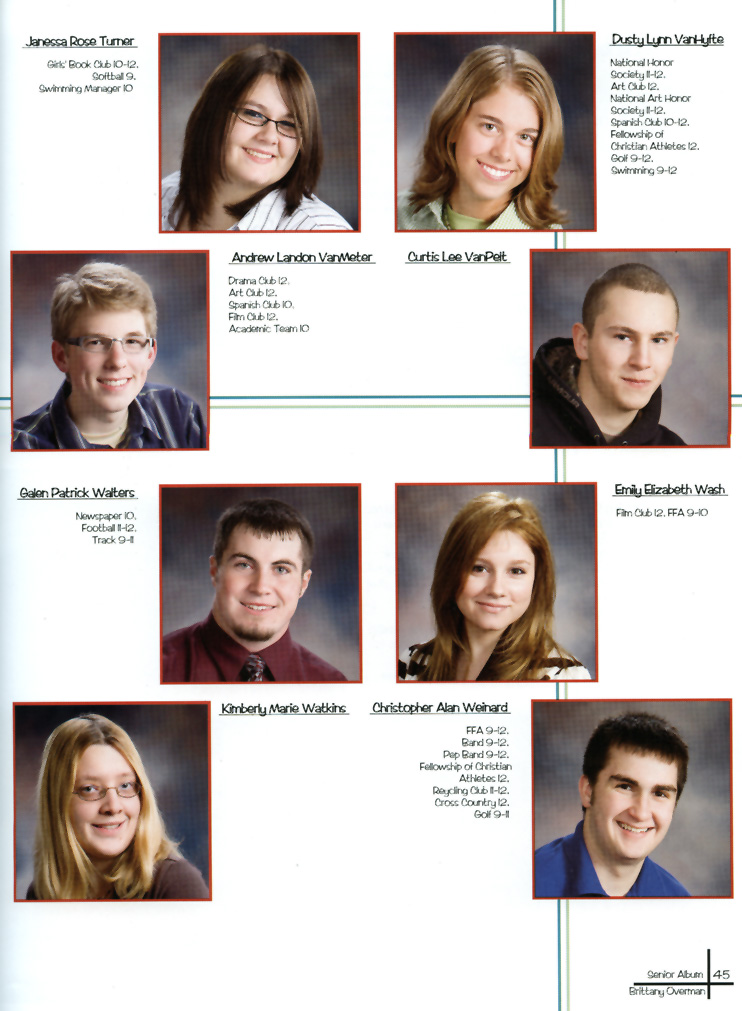 Janessa Rose Turner
Girls' Book Club 10-12,
Softball 9,
Swimming Manager 10
Dusty Lynn VanHyfte
National Honor
Society 11-12,
Art Club 12,
National Art Honor
Society 11-12,
Spanish Club 10-12,
Fellowship of
Christian Athletes 12,
Golf 9-12,
Swimming 9-12
Andrew Landon VanMeter
Drama Club 12,
Art Club 12,
Spanish Club 10,
Film Club 12,
Academic Team 10
Curtis Lee VanPelt
Galen Patrick Walters
Newspaper 10,
Football 11-12,
Track 9-11
Emily Elizabeth Wash
Film Club 12, FFA 9-10
Kimberly Marie Watkins
Christopher Alan Weinard
FFA 9-12,
Band 9-12,
Pep Band 9-12,
Fellowship of Christian
Athletes 12,
Reycling Club 11-12,
Cross Country 12,
Golf 9-11
Senior Album 45
Brittany Overman